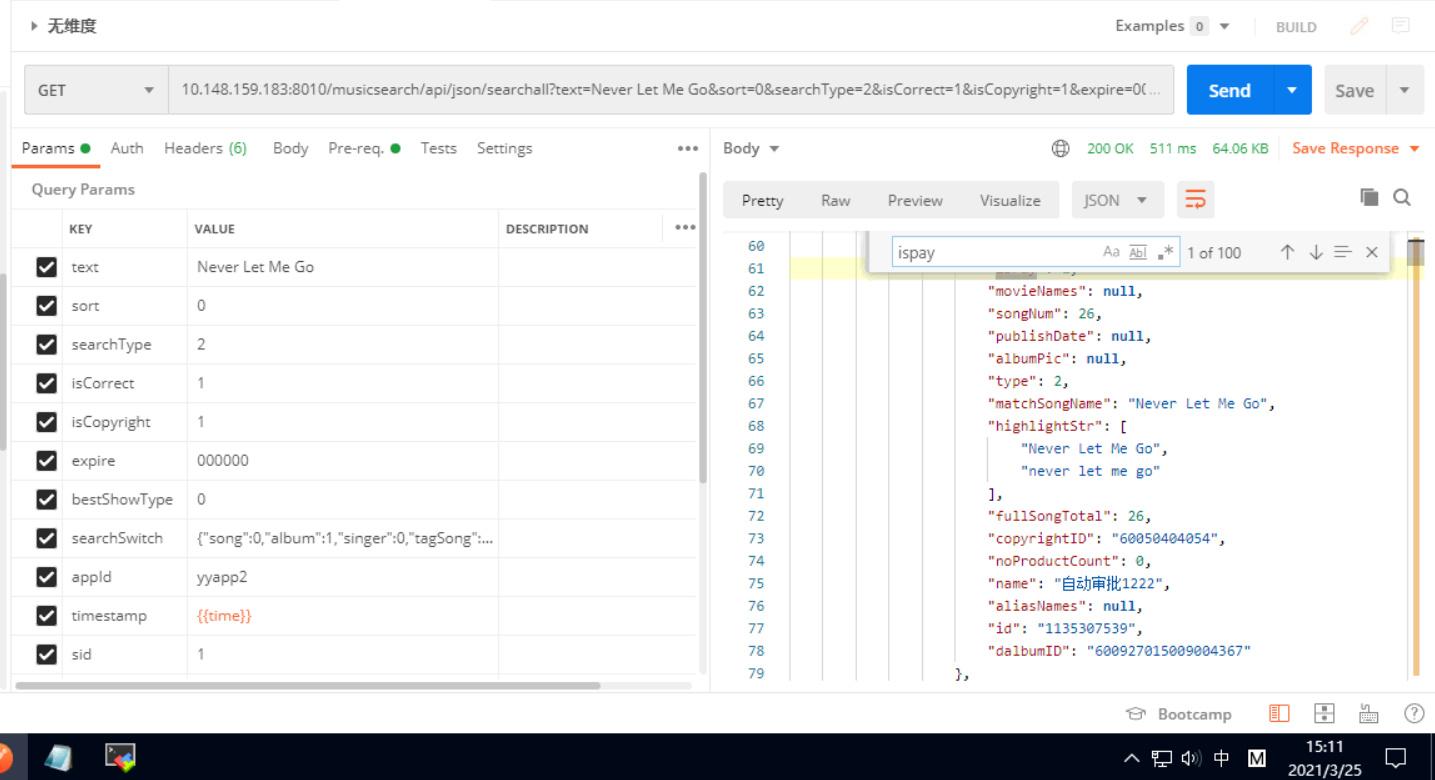 无维度
Examples 0 BUILD
GET 10.148.159.183:8010/musicsearch/api/json/searchall?text=Never Let Me Go&sort=0&searchType=2&isCorrect=1&isCopyright=1&expire=00... Send Save
Params Auth Headers (6) Body Pre-req. Tests Settings
Query Params
KEY VALUE DESCRIPTION
text Never Let Me Go
sort 0
searchType 2
isCorrect 1
isCopyright 1
expire 000000
bestShowType 0
searchSwitch {"song":0,"album":1,"singer":0,"tagSong":...
appId yyapp2
timestamp {{time}}
sid 1
Body 200 OK 511 ms 64.06 KB Save Response
Pretty Raw Preview Visualize JSON
ispay Aa Abl .* 1 of 100
60
61
62 "movieNames": null,
63 "songNum": 26,
64 "publishDate": null,
65 "albumPic": null,
66 "type": 2,
67 "matchSongName": "Never Let Me Go",
68 "highlightStr": [
69 "Never Let Me Go",
70 "never let me go"
71 ],
72 "fullSongTotal": 26,
73 "copyrightID": "60050404054",
74 "noProductCount": 0,
75 "name": "自动审批1222",
76 "aliasNames": null,
77 "id": "1135307539",
78 "dalbumID": "600927015009004367"
79 },
Bootcamp
中 M 15:11
2021/3/25